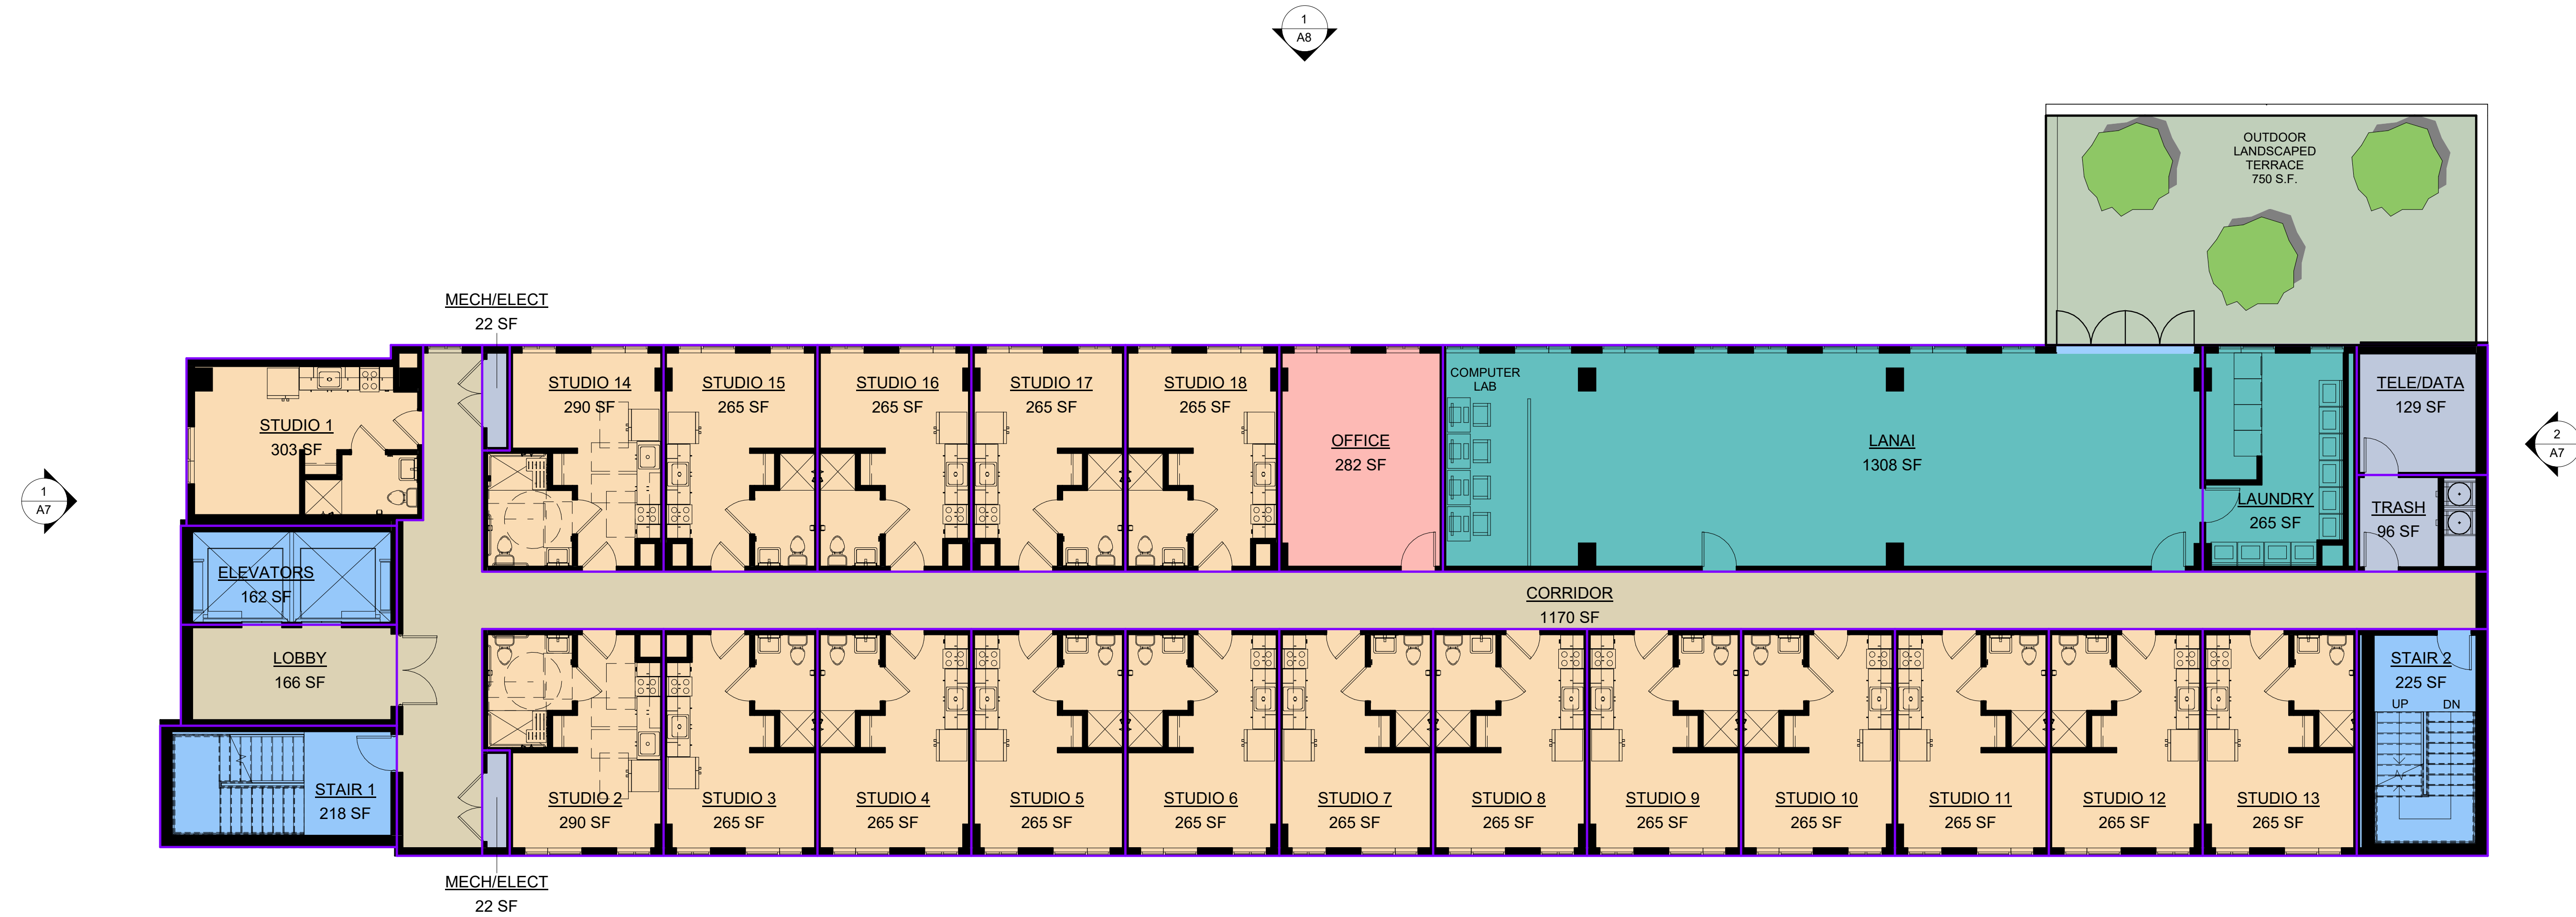 1
A8
OUTDOOR
LANDSCAPED
TERRACE
750 S.F.
MECH/ELECT
22 SF
STUDIO 1
303 SF
STUDIO 14
290 SF
STUDIO 15
265 SF
STUDIO 16
265 SF
STUDIO 17
265 SF
STUDIO 18
265 SF
OFFICE
282 SF
COMPUTER
LAB
LANAI
1308 SF
LAUNDRY
265 SF
TELE/DATA
129 SF
TRASH
96 SF
1
A7
2
A7
ELEVATORS
162 SF
CORRIDOR
1170 SF
LOBBY
166 SF
STAIR 1
218 SF
STUDIO 2
290 SF
STUDIO 3
265 SF
STUDIO 4
265 SF
STUDIO 5
265 SF
STUDIO 6
265 SF
STUDIO 7
265 SF
STUDIO 8
265 SF
STUDIO 9
265 SF
STUDIO 10
265 SF
STUDIO 11
265 SF
STUDIO 12
265 SF
STUDIO 13
265 SF
STAIR 2
225 SF
UP DN
MECH/ELECT
22 SF